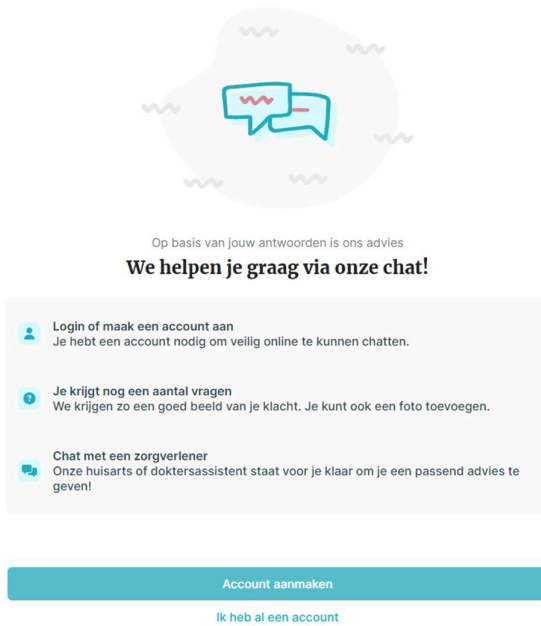 Op basis van jouw antwoorden is ons advies
We helpen je graag via onze chat!
Login of maak een account aan
Je hebt een account nodig om veilig online te kunnen chatten.
Je krijgt nog een aantal vragen
We krijgen zo een goed beeld van je klacht. Je kunt ook een foto toevoegen.
Chat met een zorgverlener
Onze huisarts of doktersassistent staat voor je klaar om je een passend advies te
geven!
Account aanmaken
Ik heb al een account